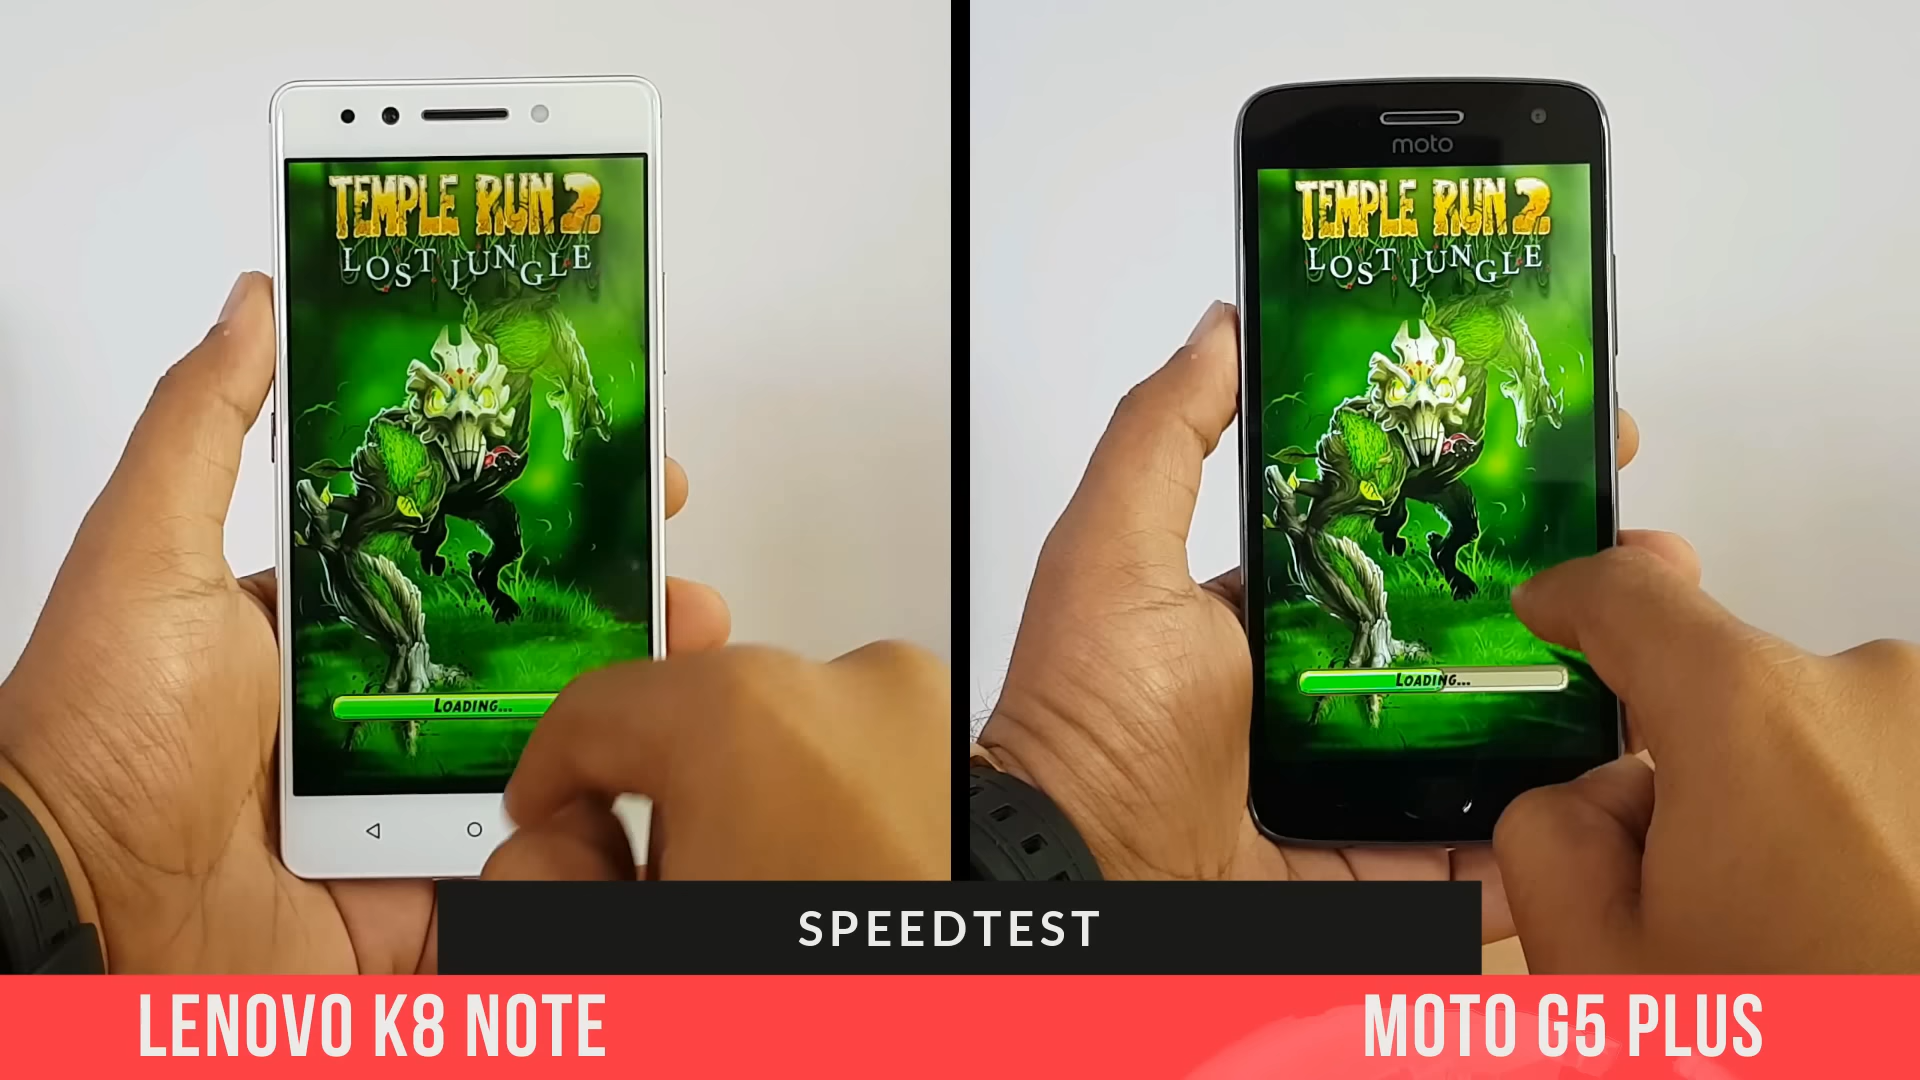 TEMPLE RUN 2
LOST JUNGLE
LOADING...
moto
TEMPLE RUN 2
LOST JUNGLE
LOADING...
SPEEDTEST
LENOVO K8 NOTE
MOTO G5 PLUS